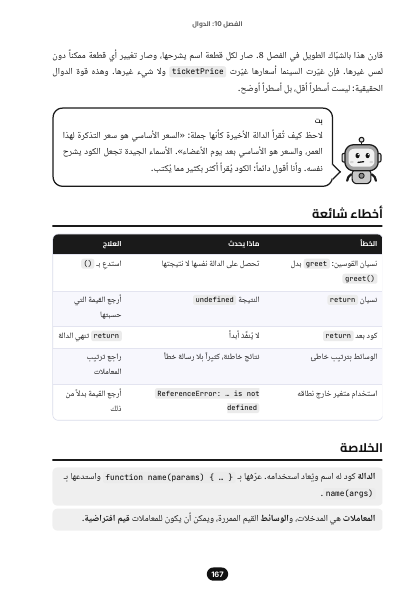 الفصل 10: الدوال
قارن هذا بالشباك الطويل في الفصل 8. صار لكل قطعة اسم يشرحها، وصار تغيير أي قطعة ممكناً دون
لمس غيرها. فإن غيّرت السينما أسعارها غيّرت ticketPrice ولا شيء غيرها. وهذه قوة الدوال
الحقيقية: ليست أسطراً أقل، بل أسطراً أوضح.
بت
لاحظ كيف تُقرأ الدالة الأخيرة كأنها جملة: «السعر الأساسي هو سعر التذكرة لهذا
العمر، والسعر هو الأساسي بعد يوم الأعضاء». الأسماء الجيدة تجعل الكود يشرح
نفسه. وأنا أقول دائماً: الكود يُقرأ أكثر بكثير مما يُكتب.
أخطاء شائعة
الخطأ ماذا يحدث العلاج
نسيان القوسين: greet بدل تحصل على الدالة نفسها لا نتيجتها استدعِ بـ ()
greet()
نسيان return النتيجة undefined أرجع القيمة التي
حسبتها
كود بعد return لا يُنفَّذ أبداً return تنهي الدالة
الوسائط بترتيب خاطئ نتائج خاطئة، كثيراً بلا رسالة خطأ راجع ترتيب
المعاملات
استخدام متغير خارج نطاقه ReferenceError: … is not أرجع القيمة بدلاً من
defined ذلك
الخلاصة
الدالة كود له اسم ويُعاد استخدامه. عرّفها بـ function name(params) { … } واستدعها بـ
name(args) .
المعاملات هي المدخلات، والوسائط القيم الممررة، ويمكن أن يكون للمعاملات قيم افتراضية.
167